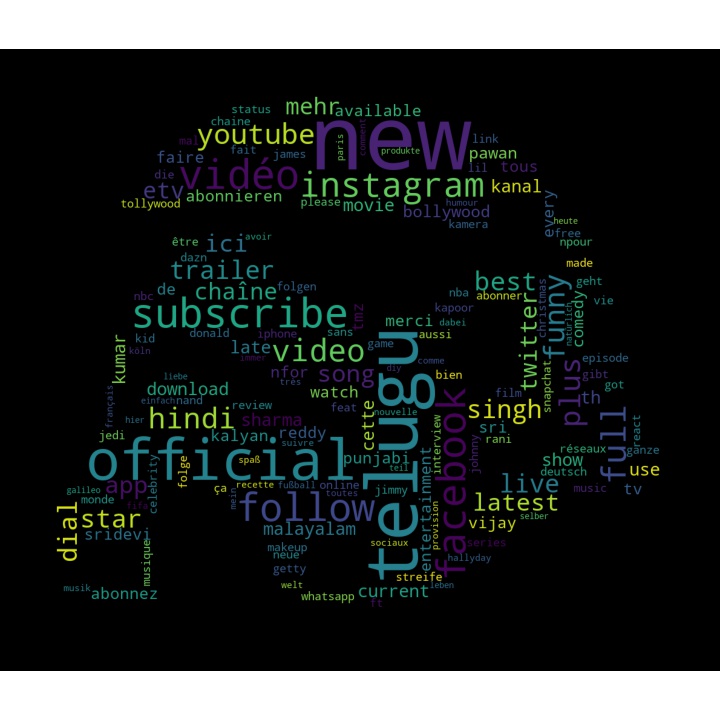 status
mehr
available
chaine
new
youtube
mal
comment
link
faire
fait
james
paris
produkte
pawan
die
vidéo
lil
tous
etv
abonnieren
instagram
kanal
tollywood
please
movie
bollywood
humour
heute
kamera
every
free
être
ici
avoir
npour
dazn
made
trailer
de
chaîne
folgen
nba
best
abonner
geht
nbc
kapoor
christmas
vie
subscribe
tmz
merci
dabei
twitter
funny
natürlich
comedy
kid
donald
iphone
sans
aussi
kumar
köln
late
video
game
episode
immer
comme
gibt
liebe
nfor
song
diy
bien
plus
très
download
watch
cette
telugu
film
th
got
français
einfach
nand
review
feat
nouvelle
singh
snapchat
hier
hindi
sharma
facebook
interview
sri
full
react
jedi
kalyan
reddy
rani
réseaux
ganze
suivre
official
punjabi
teil
johnny
show
deutsch
folge
spaß
galileo
app
celebrity
ça
recette
fußball
online
jimmy
entertainment
live
use
monde
fifa
mein
follow
toutes
provision
latest
music
tv
dial
star
selber
sridevi
malayalam
vijay
makeup
sociaux
series
musique
neue
hallyday
getty
welt
streife
musik
abonnez
whatsapp
current
leben
ft